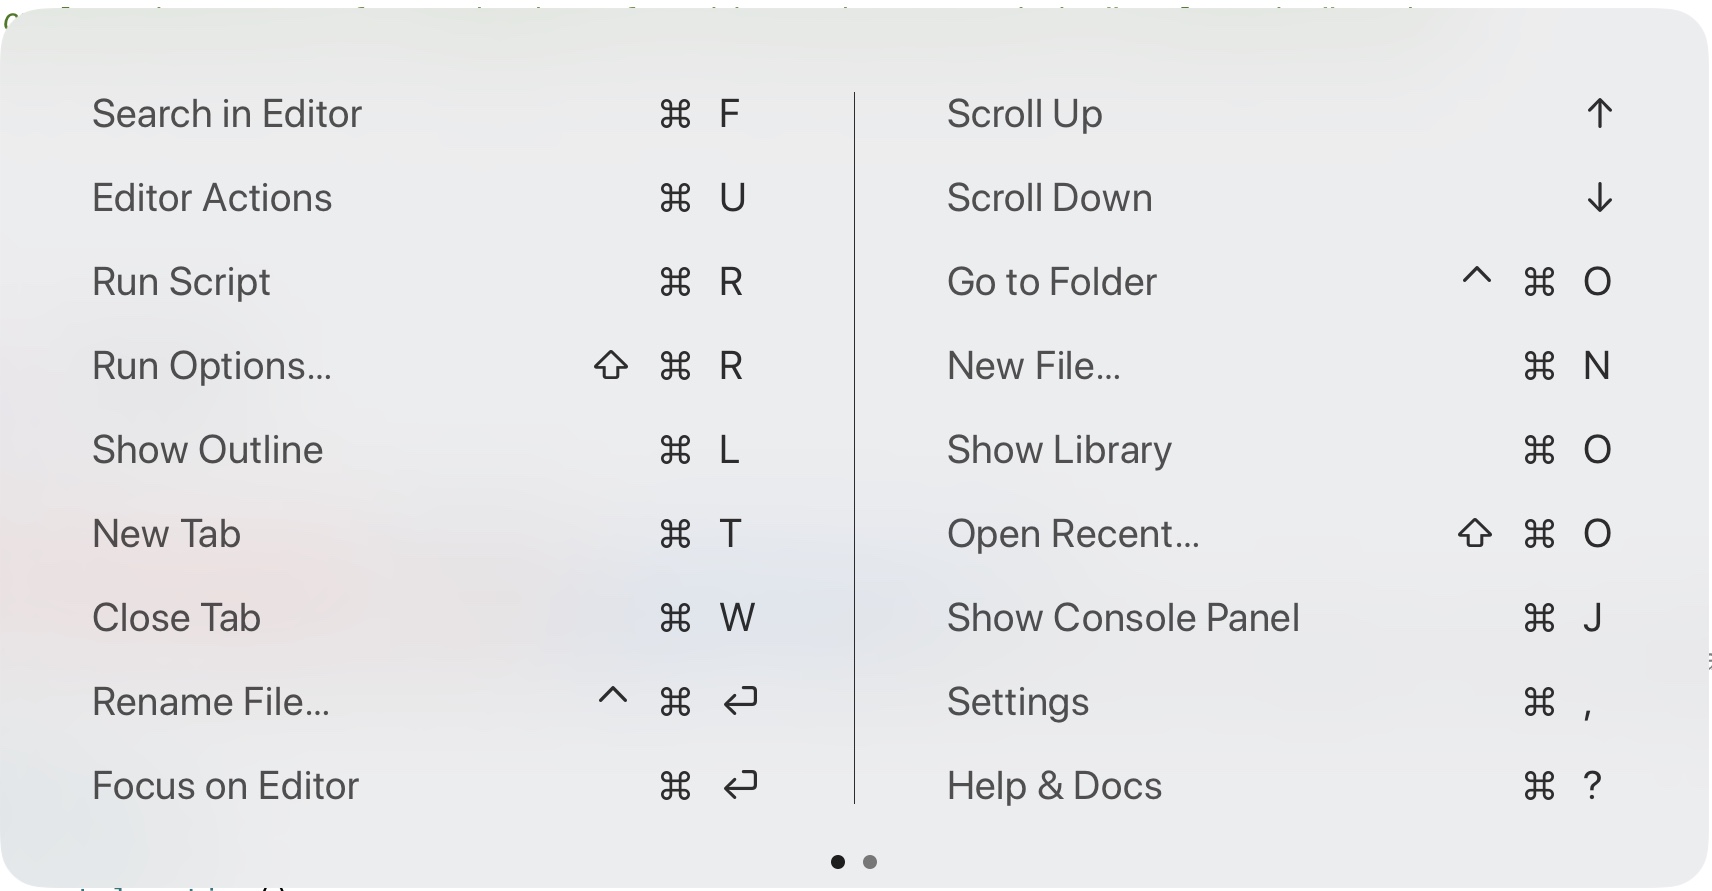 Search in Editor ⌘ F
Editor Actions ⌘ U
Run Script ⌘ R
Run Options... ⇧ ⌘ R
Show Outline ⌘ L
New Tab ⌘ T
Close Tab ⌘ W
Rename File... ^ ⌘ ↩
Focus on Editor ⌘ ↩
Scroll Up ↑
Scroll Down ↓
Go to Folder ^ ⌘ O
New File... ⌘ N
Show Library ⌘ O
Open Recent... ⇧ ⌘ O
Show Console Panel ⌘ J
Settings ⌘ ,
Help & Docs ⌘ ?